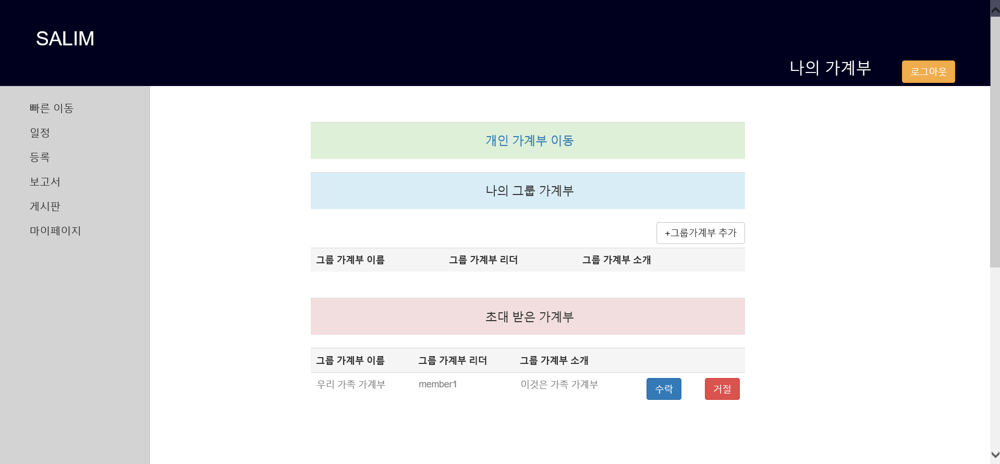 SALIM
나의 가계부
로그아웃
빠른 이동
일정
등록
보고서
게시판
마이페이지
개인 가계부 이동
나의 그룹 가계부
+그룹가계부 추가
그룹 가계부 이름 그룹 가계부 리더 그룹 가계부 소개
초대 받은 가계부
그룹 가계부 이름 그룹 가계부 리더 그룹 가계부 소개
우리 가족 가계부 member1 이것은 가족 가계부 수락 거절